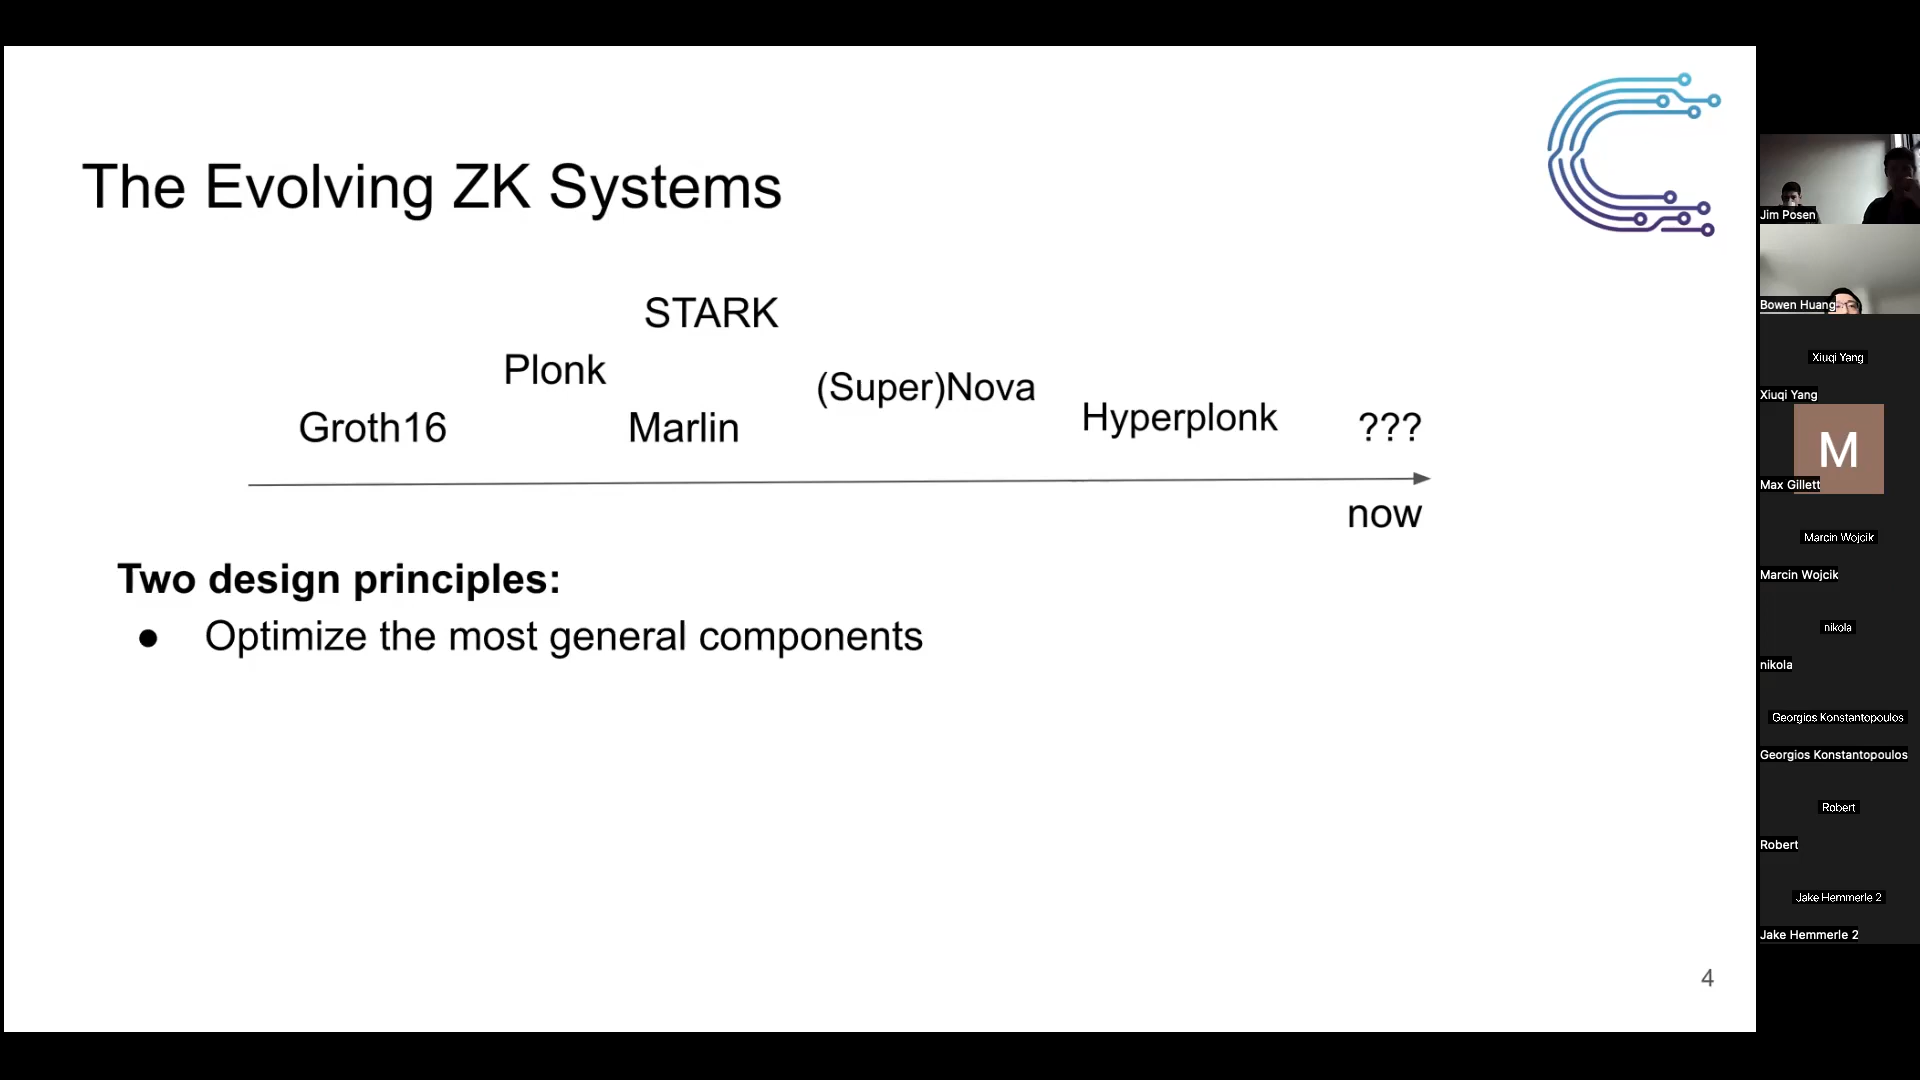 The Evolving ZK Systems
STARK
Plonk
(Super)Nova
Groth16
Marlin
Hyperplonk
???
now
Two design principles:
● Optimize the most general components
4
Jim Posen
Bowen Huang
Xiuqi Yang
Xiuqi Yang
M
Max Gillett
Marcin Wojcik
Marcin Wojcik
nikola
nikola
Georgios Konstantopoulos
Georgios Konstantopoulos
Robert
Robert
Jake Hemmerle 2
Jake Hemmerle 2